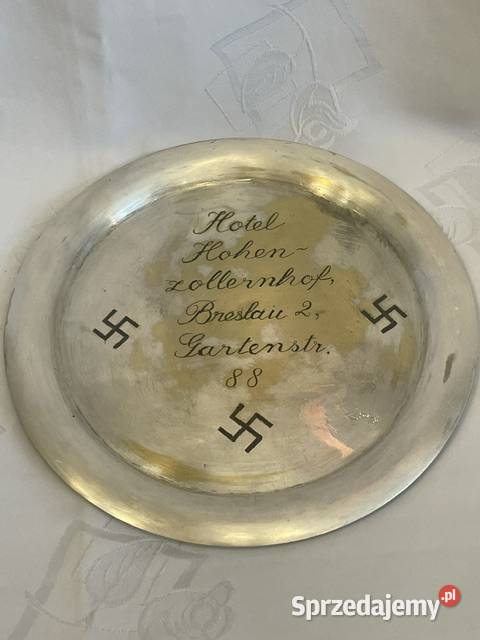 Hotel
Hohen-
zollernhof,
Breslau 2,
Gartenstr.
88
Sprzedajemy.pl